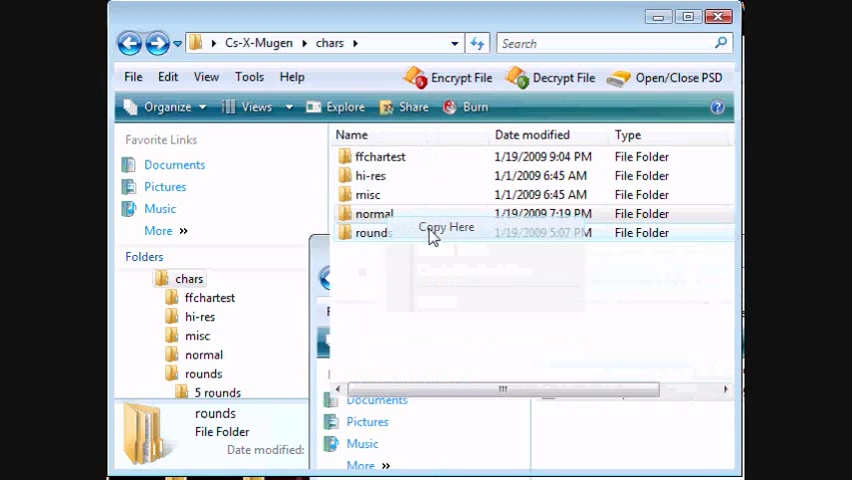 Cs-X-Mugen chars
Search
File Edit View Tools Help Encrypt File Decrypt File Open/Close PSD
Organize Views Explore Share Burn
Favorite Links
Documents
Pictures
Music
More »
Folders
chars
ffchartest
hi-res
misc
normal
rounds
5 rounds
Name Date modified Type
ffchartest 1/19/2009 9:04 PM File Folder
hi-res 1/1/2009 6:45 AM File Folder
misc 1/1/2009 6:45 AM File Folder
normal 1/19/2009 7:19 PM File Folder
rounds 1/19/2009 5:07 PM File Folder
Copy Here
rounds
File Folder
Date modified:
Documents
Pictures
Music
More »